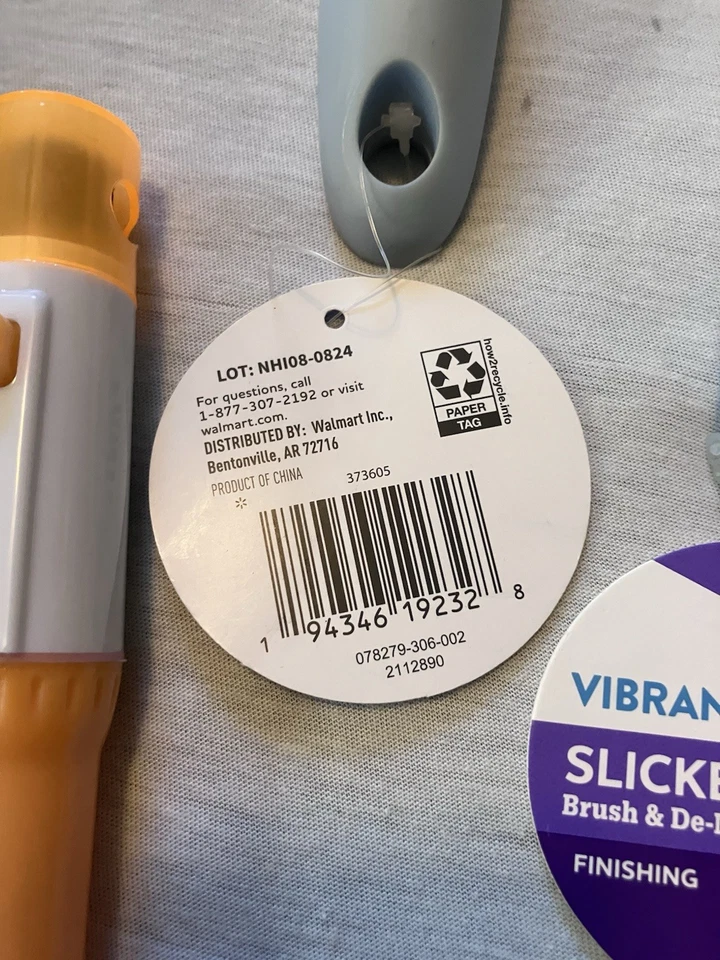 LOT: NHI08-0824
For questions, call
1-877-307-2192 or visit
walmart.com.
DISTRIBUTED BY: Walmart Inc.,
Bentonville, AR 72716
PRODUCT OF CHINA
373605
how2recycle.info
PAPER
TAG
1 94346 19232 8
078279-306-002
2112890
VIBRAN
SLICKE
Brush & De-
FINISHING